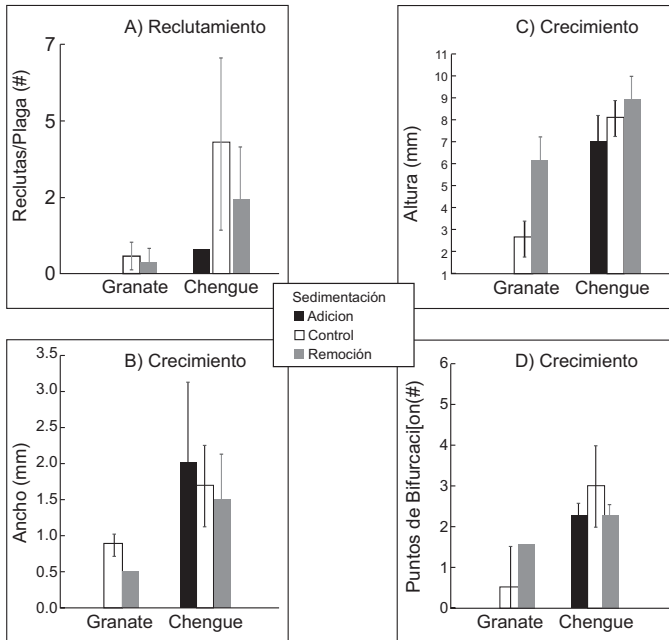 A) Reclutamiento
Reclutas/Plaga (#)
7
5
2
0
Granate Chengue
C) Crecimiento
Altura (mm)
11
10
9
8
7
6
5
4
3
2
1
Granate Chengue
Sedimentación
Adicion
Control
Remoción
B) Crecimiento
Ancho (mm)
3.5
3.0
2.5
2.0
1.5
1.0
0.5
0.0
Granate Chengue
D) Crecimiento
Puntos de Bifurcaci[on(#)
6
5
4
3
2
1
0
Granate Chengue